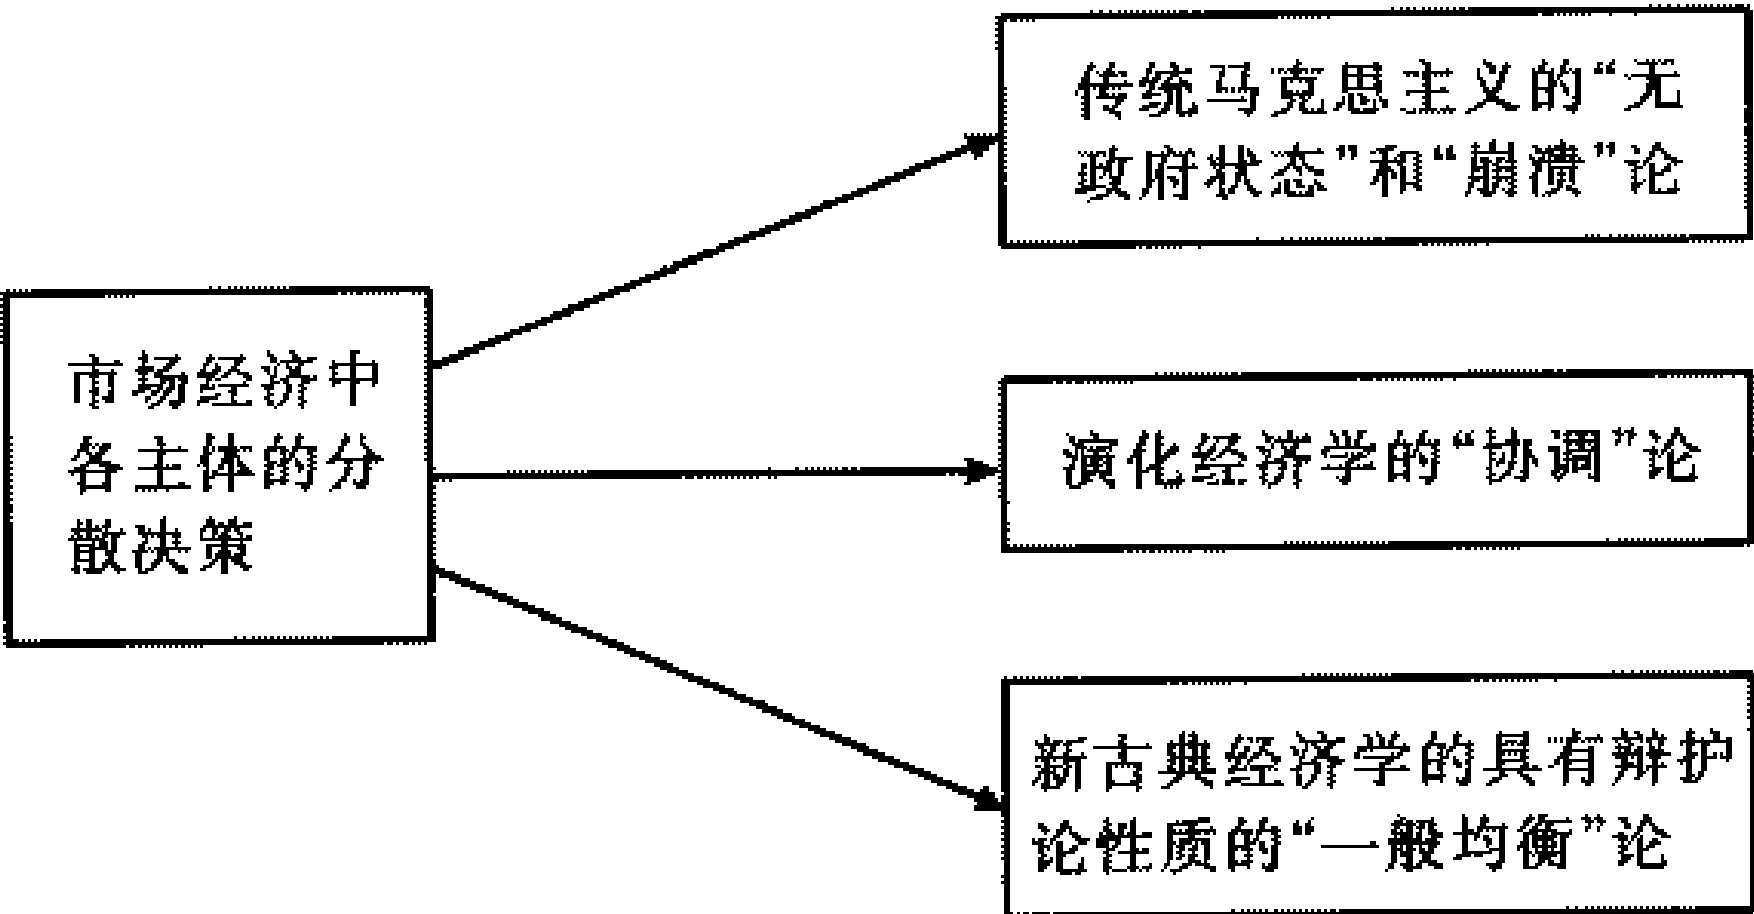 传统马克思主义的“无
政府状态”和“崩溃”论
市场经济中
各主体的分
散决策
演化经济学的“协调”论
新古典经济学的具有辩护
论性质的“一般均衡”论